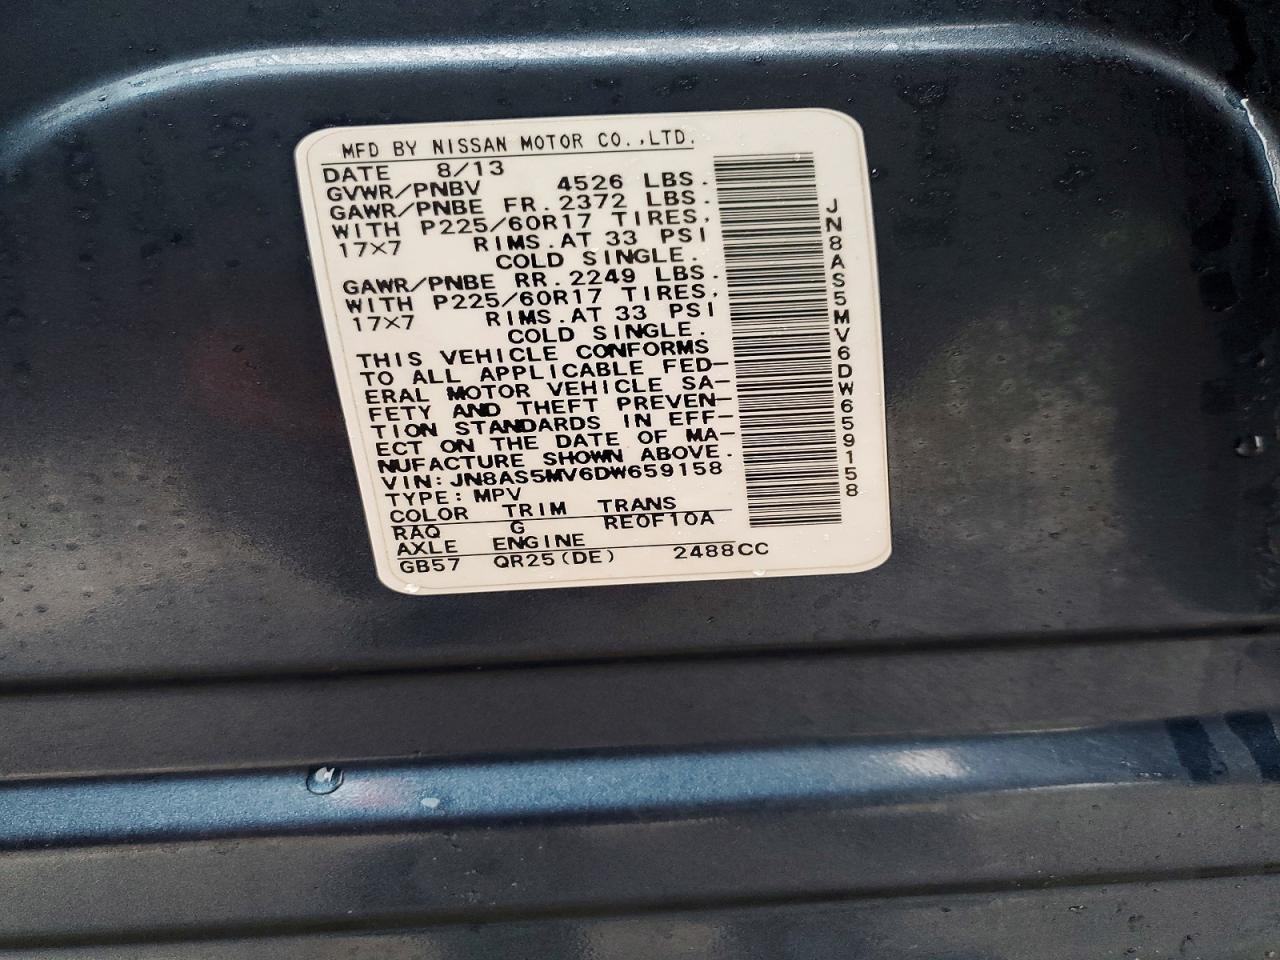 MFD BY NISSAN MOTOR CO.,LTD.
DATE 8/13
GVWR/PNBV 4526 LBS.
GAWR/PNBE FR. 2372 LBS.
WITH P225/60R17 TIRES,
17×7 RIMS.AT 33 PSI
COLD SINGLE.
GAWR/PNBE RR. 2249 LBS.
WITH P225/60R17 TIRES,
17×7 RIMS.AT 33 PSI
COLD SINGLE.
THIS VEHICLE CONFORMS
TO ALL APPLICABLE FED-
ERAL MOTOR VEHICLE SA-
FETY AND THEFT PREVEN-
TION STANDARDS IN EFF-
ECT ON THE DATE OF MA-
NUFACTURE SHOWN ABOVE.
VIN:JN8AS5MV6DW659158
TYPE:MPV
COLOR TRIM TRANS
RAQ G RE0F10A
AXLE ENGINE
GB57 QR25(DE) 2488CC
JN8AS5MV6DW659158